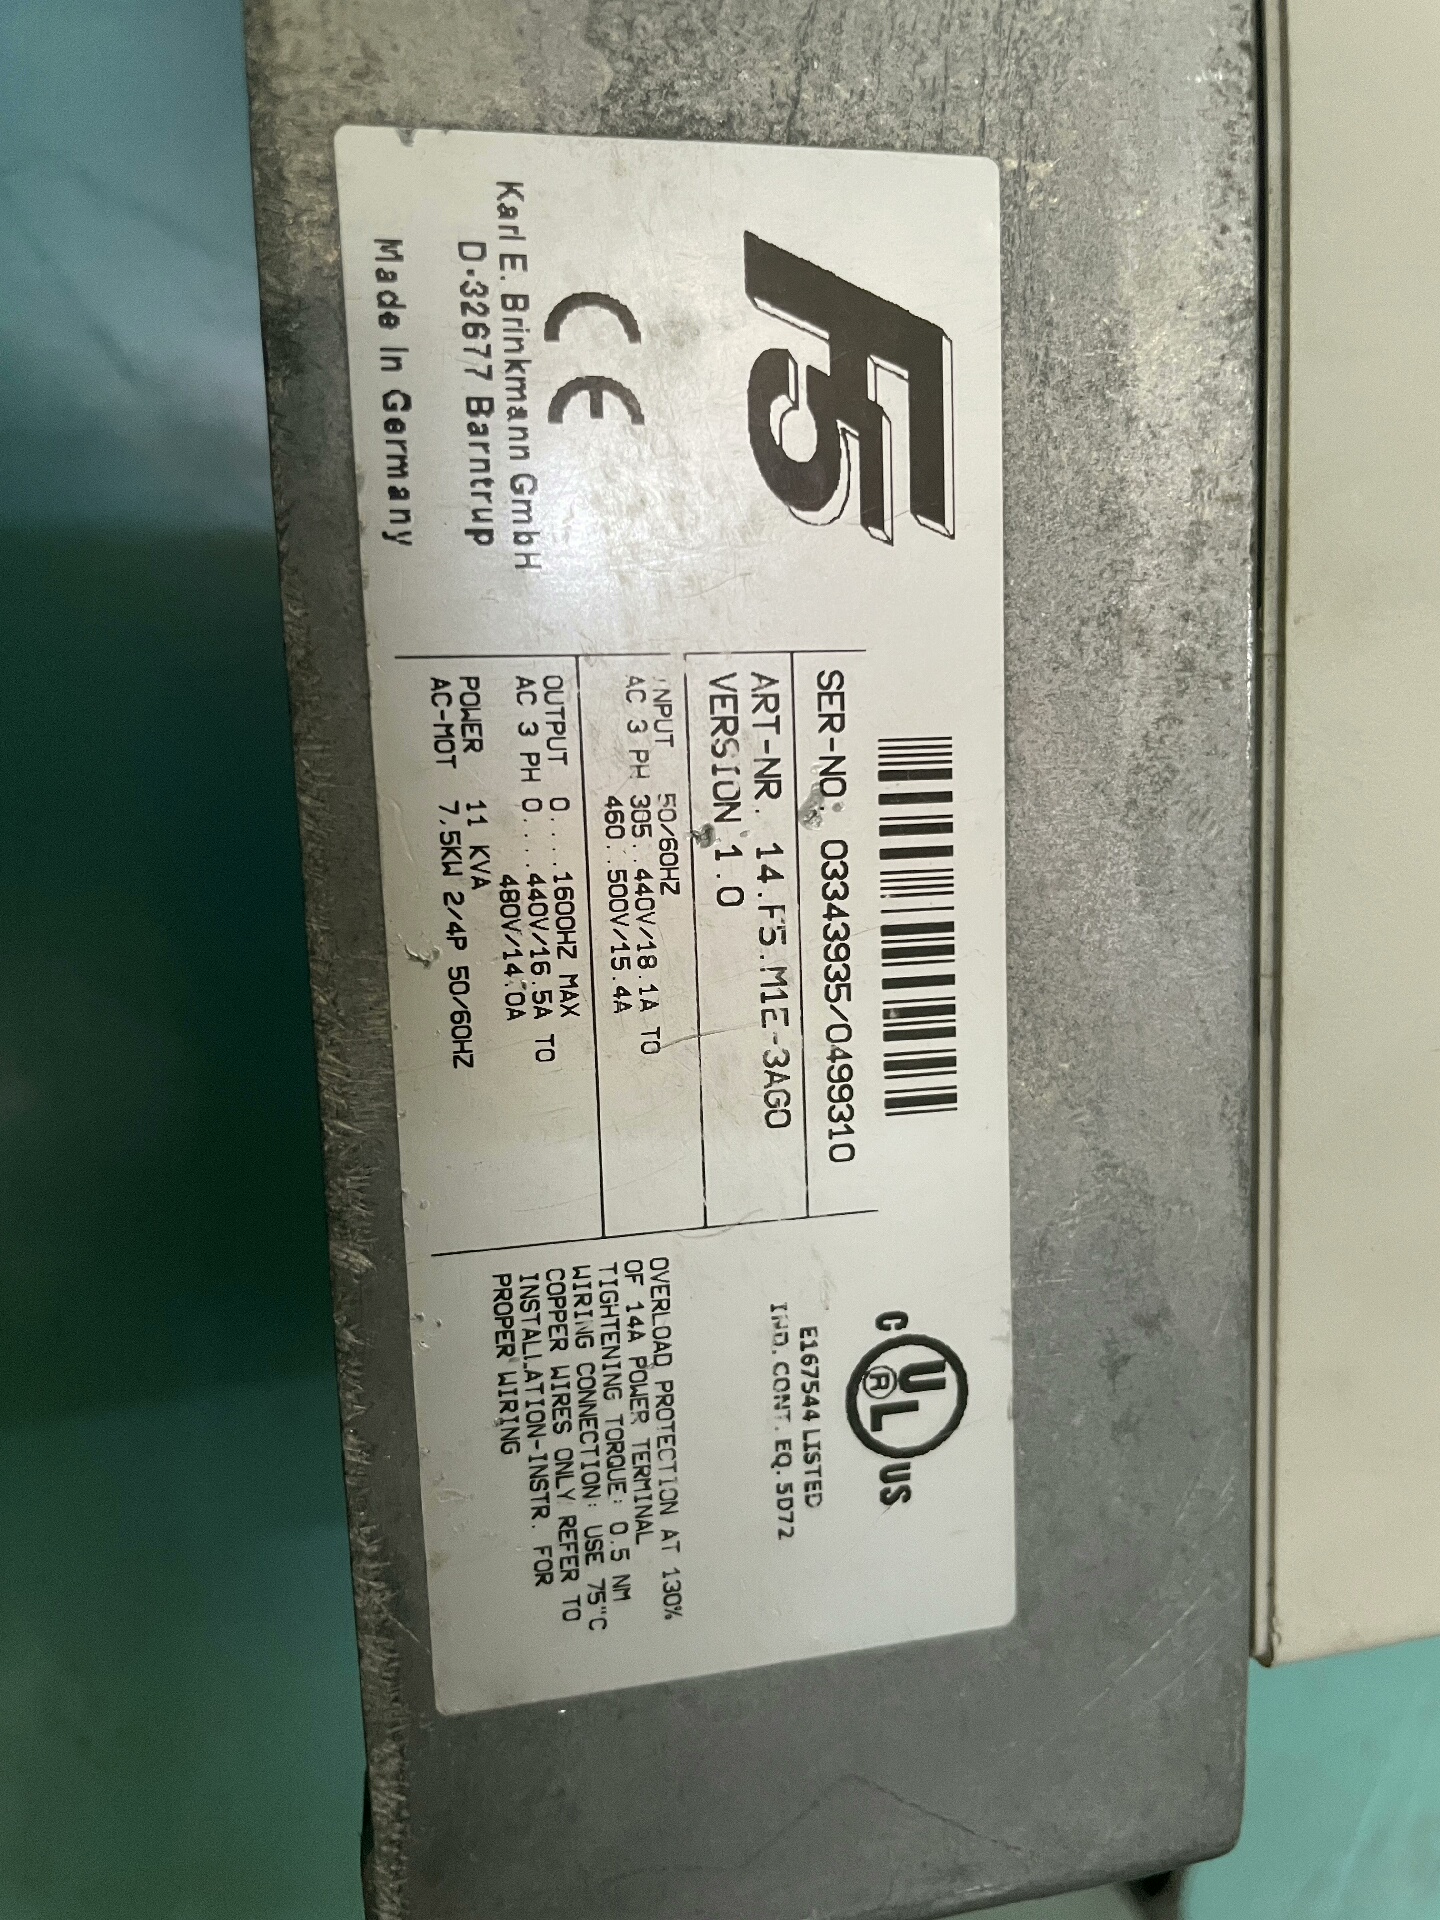 F5
CE
Karl E. Brinkmann GmbH
D-32677 Barntrup
Made In Germany
SER-NO: 03343935/0499310
ART-NR. 14.F5.M1E-3AGO
VERSION 1.0
INPUT 50/60HZ
AC 3 PH 305..440V/18.1A TO
460..500V/15.4A
OUTPUT 0....1600HZ MAX
AC 3 PH 0....440V/16.5A TO
480V/14.0A
POWER 11 KVA
AC-MOT 7,5KW 2/4P 50/60HZ
C UL® US
E167544 LISTED
IND. CONT. EQ. 5D72
OVERLOAD PROTECTION AT 130%
OF 14A POWER TERMINAL
TIGHTENING TORQUE: 0.5 NM
WIRING CONNECTION: USE 75"C
COPPER WIRES ONLY REFER TO
INSTALLATION-INSTR. FOR
PROPER WIRING